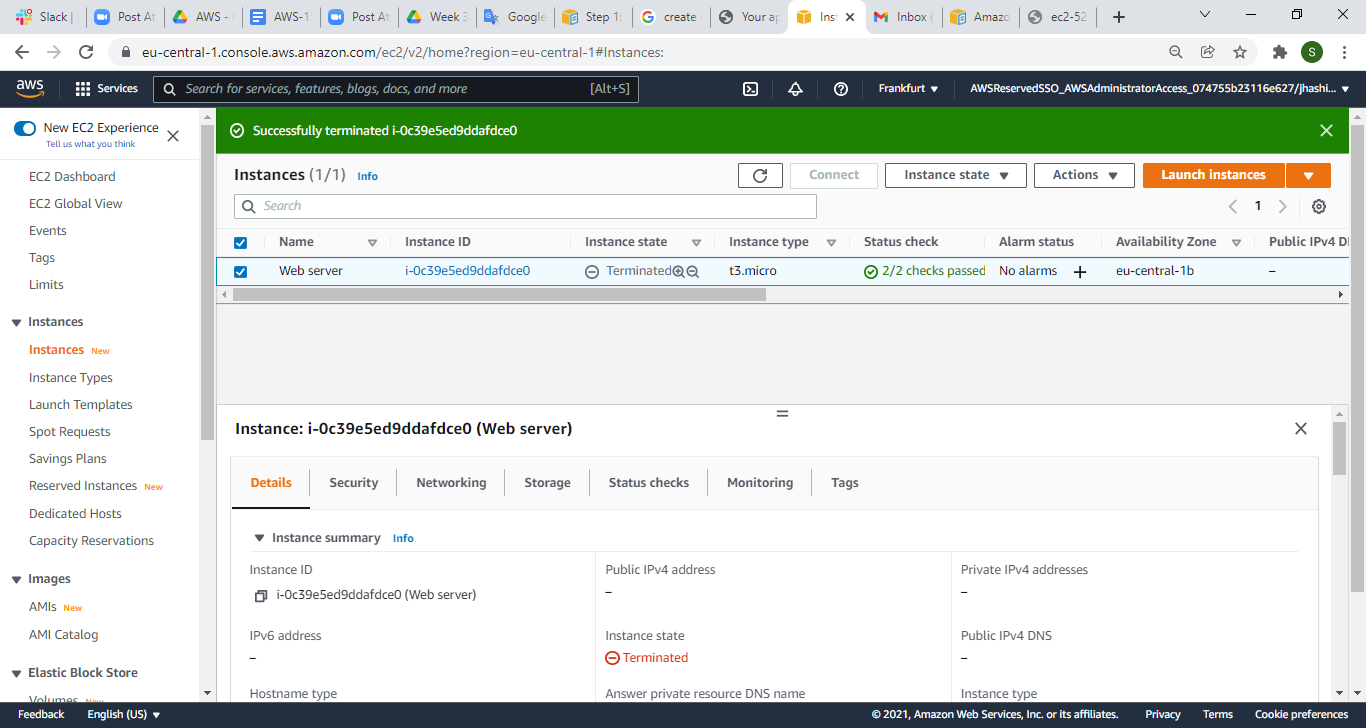 Slack |
Post At
AWS -
AWS-1
Post At
Week 3
Google
Step 1:
create
Your ap
Inst
Inbox (
Amazo
ec2-52
eu-central-1.console.aws.amazon.com/ec2/v2/home?region=eu-central-1#Instances:
S
aws
Services
Search for services, features, blogs, docs, and more
[Alt+S]
Frankfurt
AWSReservedSSO_AWSAdministratorAccess_074755b23116e627/jhashi...
New EC2 Experience
Tell us what you think
EC2 Dashboard
EC2 Global View
Events
Tags
Limits
Instances
Instances New
Instance Types
Launch Templates
Spot Requests
Savings Plans
Reserved Instances New
Dedicated Hosts
Capacity Reservations
Images
AMIs New
AMI Catalog
Elastic Block Store
Volumes New
Successfully terminated i-0c39e5ed9ddafdce0
Instances (1/1) Info
Connect
Instance state
Actions
Launch instances
Search
1
Name Instance ID Instance state Instance type Status check Alarm status Availability Zone Public IPv4 D
Web server i-0c39e5ed9ddafdce0 Terminated t3.micro 2/2 checks passed No alarms + eu-central-1b –
Instance: i-0c39e5ed9ddafdce0 (Web server)
Details Security Networking Storage Status checks Monitoring Tags
Instance summary Info
Instance ID Public IPv4 address Private IPv4 addresses
i-0c39e5ed9ddafdce0 (Web server) – –
IPv6 address Instance state Public IPv4 DNS
– Terminated –
Hostname type Answer private resource DNS name Instance type
Feedback English (US) © 2021, Amazon Web Services, Inc. or its affiliates. Privacy Terms Cookie preferences